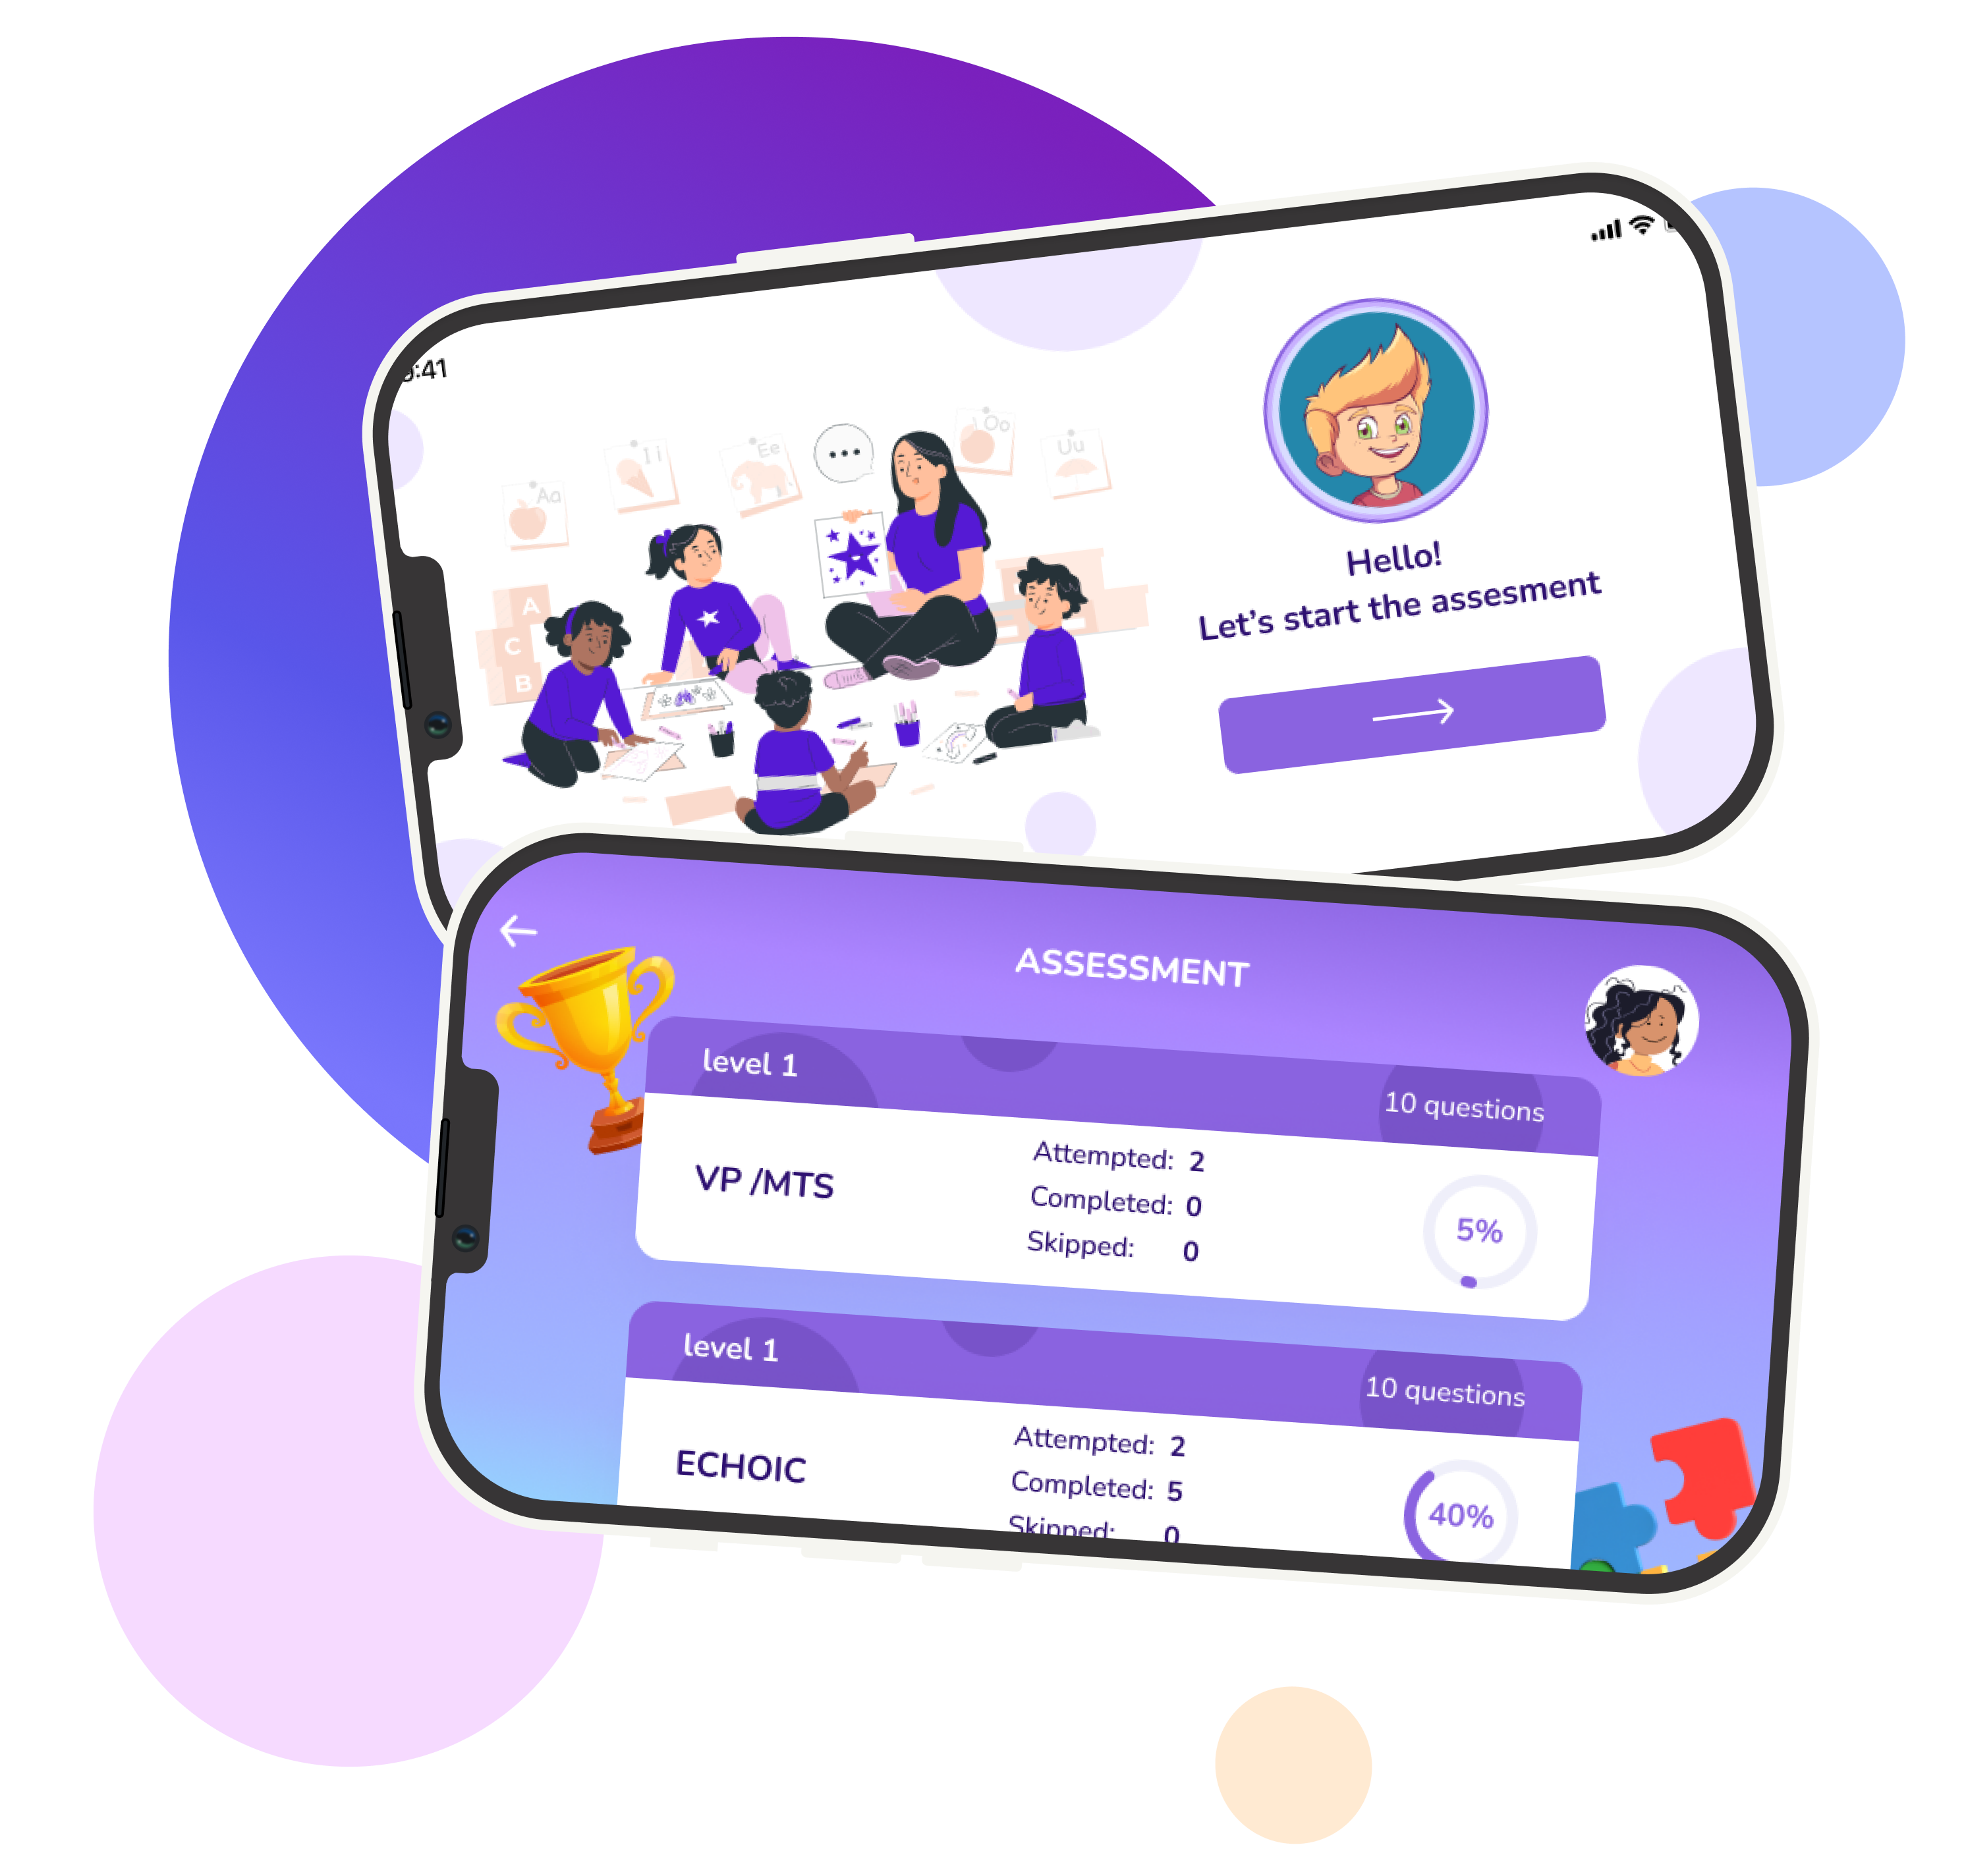 9:41
I i
Ee
Oo
Uu
Aa
A
C
B
Hello!
Let's start the assesment
ASSESSMENT
level 1
10 questions
VP /MTS
Attempted: 2
Completed: 0
Skipped: 0
5%
level 1
10 questions
ECHOIC
Attempted: 2
Completed: 5
Skipped: 0
40%